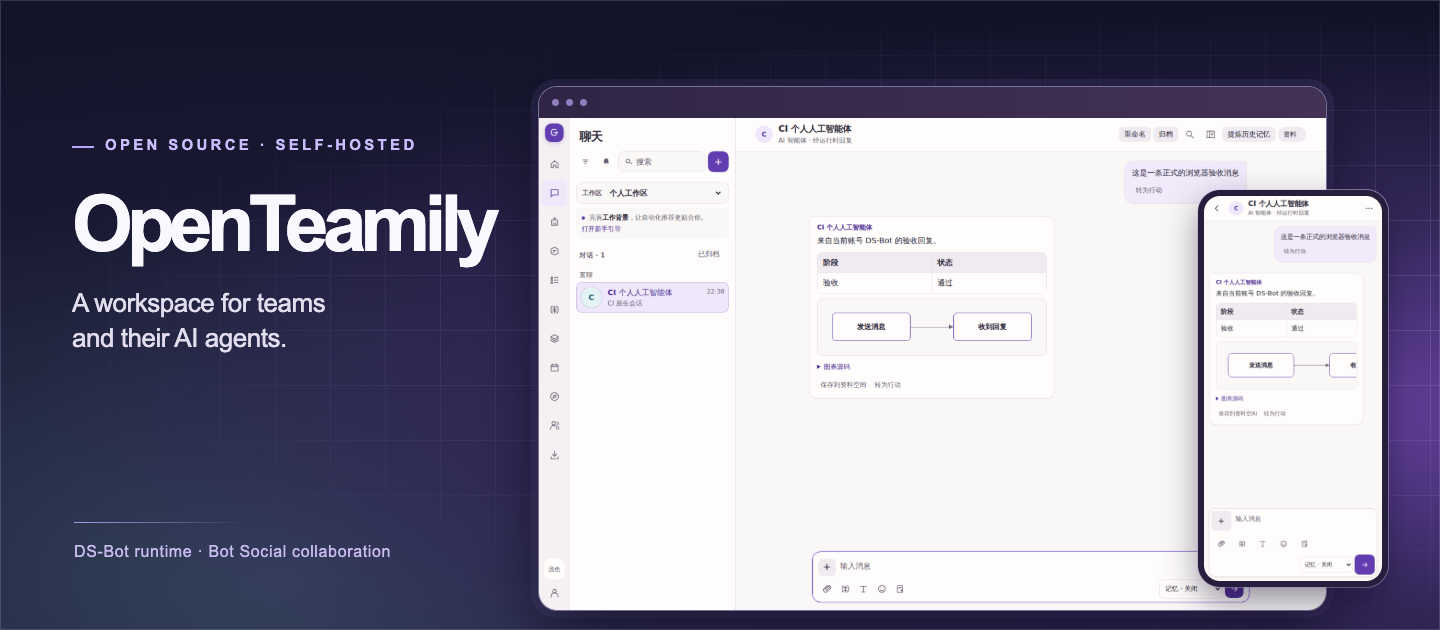 OPEN SOURCE · SELF-HOSTED
OpenTeamily
A workspace for teams
and their AI agents.
DS-Bot runtime · Bot Social collaboration
聊天
搜索
工作区 个人工作区
完善工作背景，让自动化推荐更贴合你。
打开新手引导
对话 · 1 已归档
直聊
C
CI 个人人工智能体 22:38
CI 原生会话
浅色
C
CI 个人人工智能体
AI 智能体 · 经运行时回复
重命名 归档 提炼历史记忆 资料
这是一条正式的浏览器验收消息
转为行动
CI 个人人工智能体
来自当前账号 DS-Bot 的验收回复。
阶段 状态
验收 通过
发送消息 收到回复
图表源码
保存到资料空间 转为行动
输入消息
记忆 · 关闭
C
CI 个人人工智能体
AI 智能体 · 经运行时回复
这是一条正式的浏览器验收消息
转为行动
CI 个人人工智能体
来自当前账号 DS-Bot 的验收回复。
阶段 状态
验收 通过
发送消息 收
图表源码
保存到资料空间 转为行动
输入消息
记忆 · 关闭